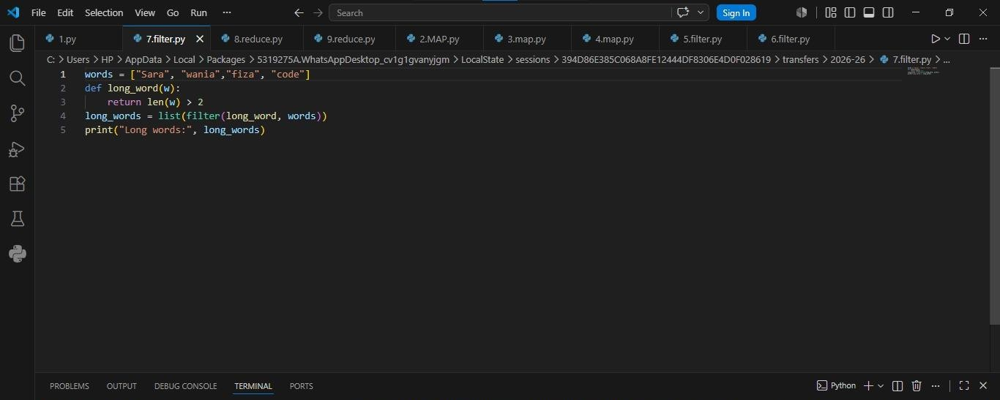 File Edit Selection View Go Run ··· Search Sign In
1.py 7.filter.py 8.reduce.py 9.reduce.py 2.MAP.py 3.map.py 4.map.py 5.filter.py 6.filter.py
C: > Users > HP > AppData > Local > Packages > 5319275A.WhatsAppDesktop_cv1g1gvanyjgm > LocalState > sessions > 394D86E385C068A8FE12444DF8306E4D0F028619 > transfers > 2026-26 > 7.filter.py > ...
1 words = ["Sara", "wania","fiza", "code"]
2 def long_word(w):
3     return len(w) > 2
4 long_words = list(filter(long_word, words))
5 print("Long words:", long_words)
PROBLEMS OUTPUT DEBUG CONSOLE TERMINAL PORTS Python